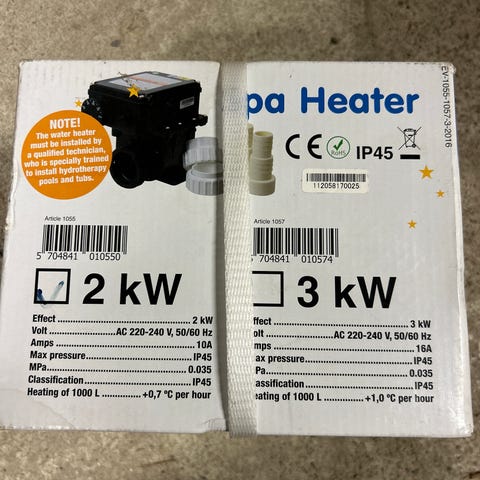 pa Heater
EV-1055-1057-3-2016
NOTE!
The water heater
must be installed by
a qualified technician,
who is specially trained
to install hydrotherapy
pools and tubs.
CE RoHS IP45
112058170025
Article 1055
5 704841 010550
2 kW
Effect 2 kW
Volt AC 220-240 V, 50/60 Hz
Amps 10A
Max pressure IP45
MPa 0.035
Classification IP45
Heating of 1000 L +0,7 ºC per hour
Article 1057
704841 010574
3 kW
ffect 3 kW
Volt AC 220-240 V, 50/60 Hz
mps 16A
ax pressure IP45
Pa 0.035
lassification IP45
eating of 1000 L +1,0 ºC per hour